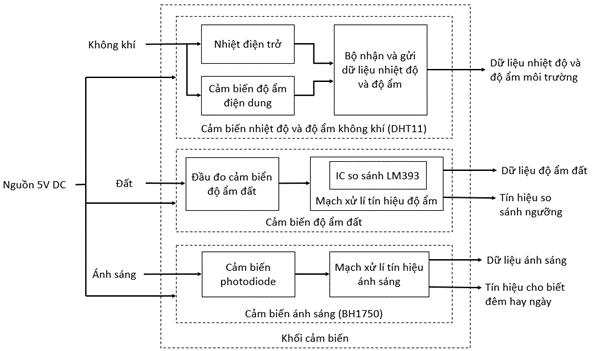 Không khí
Nhiệt điện trở
Cảm biến độ ẩm
điện dung
Bộ nhận và gửi
dữ liệu nhiệt độ
và độ ẩm
Dữ liệu nhiệt độ và
độ ẩm môi trường
Cảm biến nhiệt độ và độ ẩm không khí (DHT11)
Nguồn 5V DC
Đất
Đầu đo cảm biến
độ ẩm đất
IC so sánh LM393
Mạch xử lí tín hiệu độ ẩm
Dữ liệu độ ẩm đất
Tín hiệu so
sánh ngưỡng
Cảm biến độ ẩm đất
Ánh sáng
Cảm biến
photodiode
Mạch xử lí tín hiệu
ánh sáng
Dữ liệu ánh sáng
Tín hiệu cho biết
đêm hay ngày
Cảm biến ánh sáng (BH1750)
Khối cảm biến